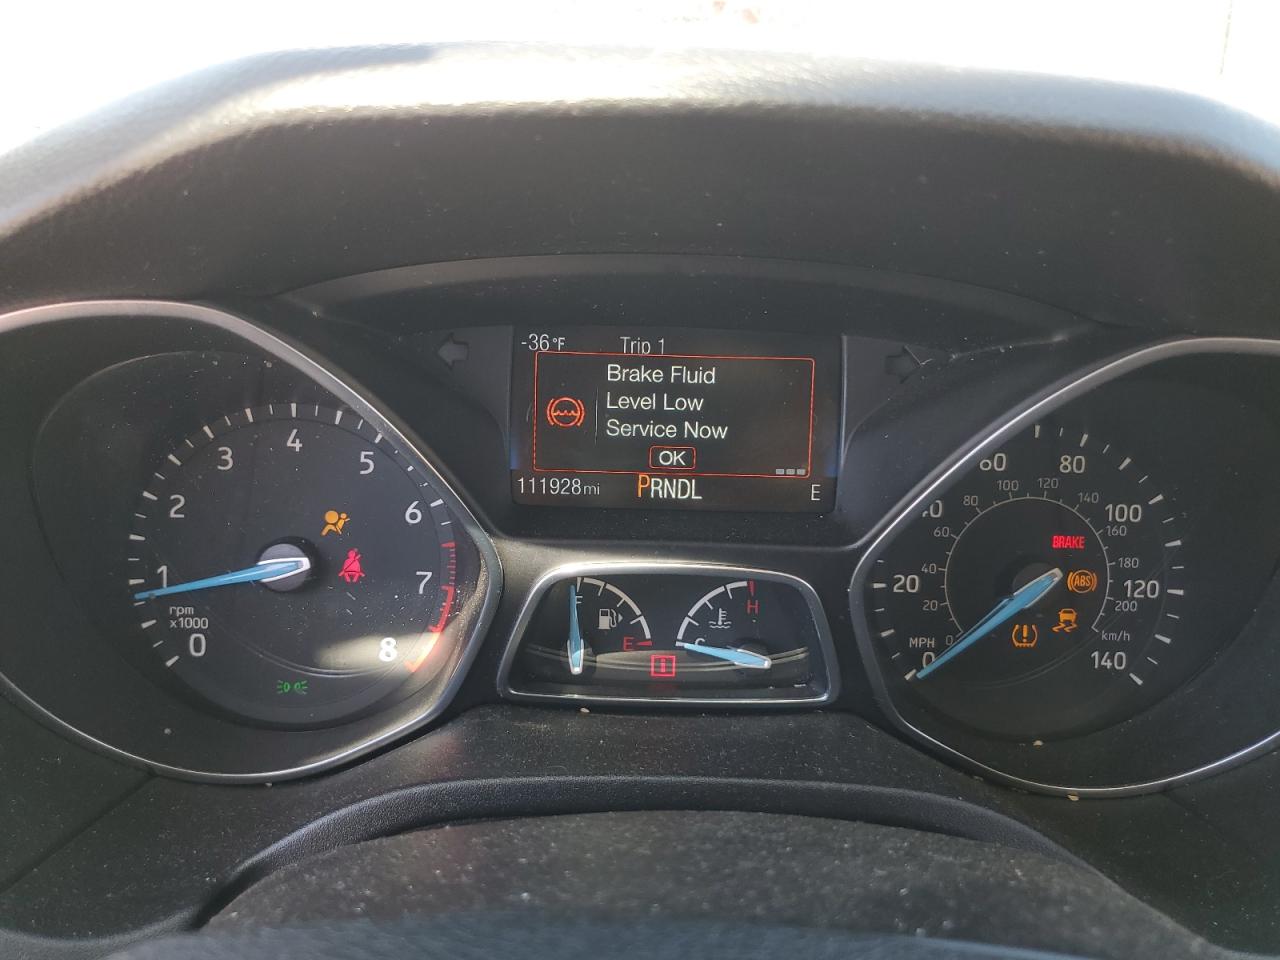 -36°F Trip 1
Brake Fluid
Level Low
Service Now
OK
111928mi PRNDL E
0
1
2
3
4
5
6
7
8
rpm
x1000
F
E
H
C
0
20
60
80
100
120
140
MPH
0
20
40
60
80
100
120
140
160
180
200
km/h
BRAKE
ABS